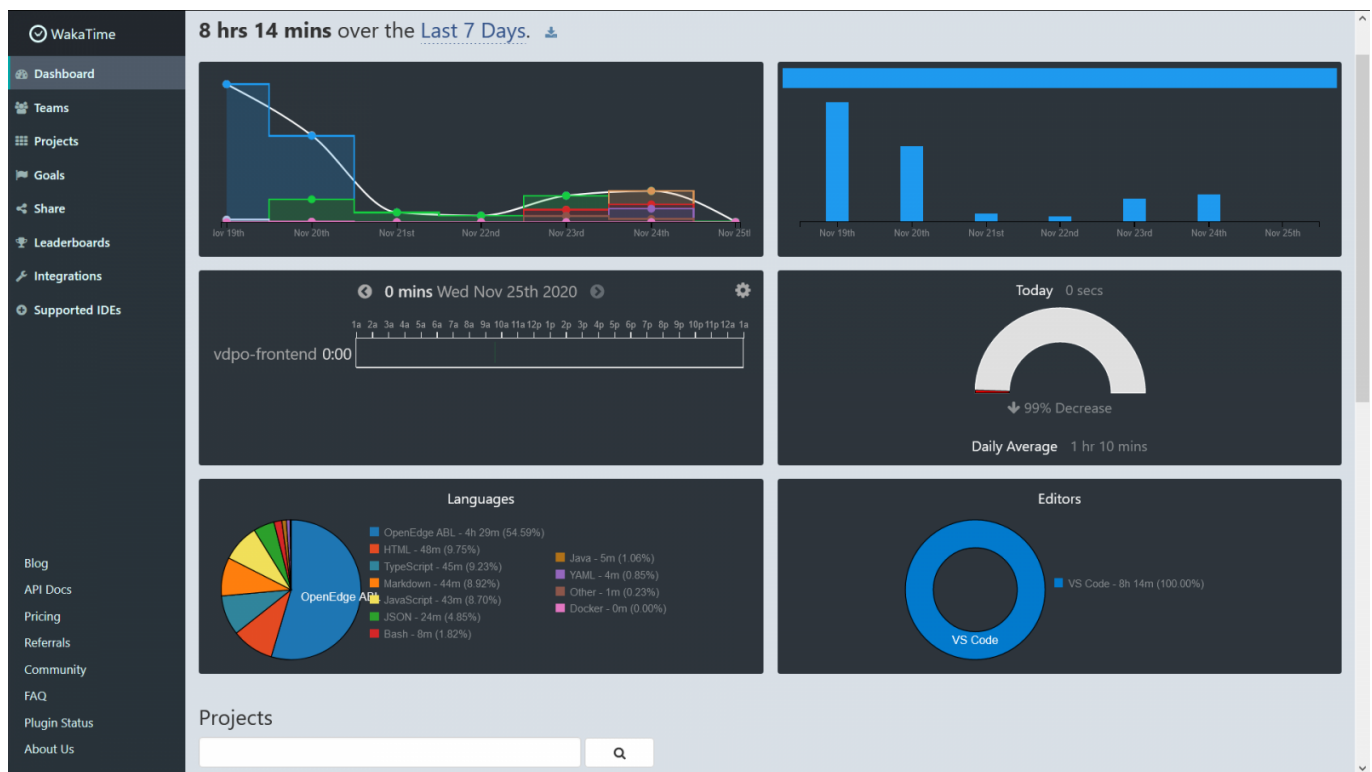 WakaTime
Dashboard
Teams
Projects
Goals
Share
Leaderboards
Integrations
Supported IDEs
Blog
API Docs
Pricing
Referrals
Community
FAQ
Plugin Status
About Us
8 hrs 14 mins over the Last 7 Days.
Nov 20th Nov 21st Nov 22nd Nov 23rd Nov 24th
Nov 19th Nov 20th Nov 21st Nov 22nd Nov 23rd Nov 24th Nov 25th
0 mins Wed Nov 25th 2020
1a 2a 3a 4a 5a 6a 7a 8a 9a 10a 11a 12p 1p 2p 3p 4p 5p 6p 7p 8p 9p 10p 11p 12a 1a
vdpo-frontend 0:00
Today 0 secs
99% Decrease
Daily Average 1 hr 10 mins
Languages
OpenEdge ABL
OpenEdge ABL - 4h 29m (54.59%)
HTML - 48m (9.75%)
TypeScript - 45m (9.23%)
Markdown - 44m (8.92%)
JavaScript - 43m (8.70%)
JSON - 24m (4.85%)
Bash - 8m (1.82%)
Java - 5m (1.06%)
YAML - 4m (0.85%)
Other - 1m (0.23%)
Docker - 0m (0.00%)
Editors
VS Code
VS Code - 8h 14m (100.00%)
Projects